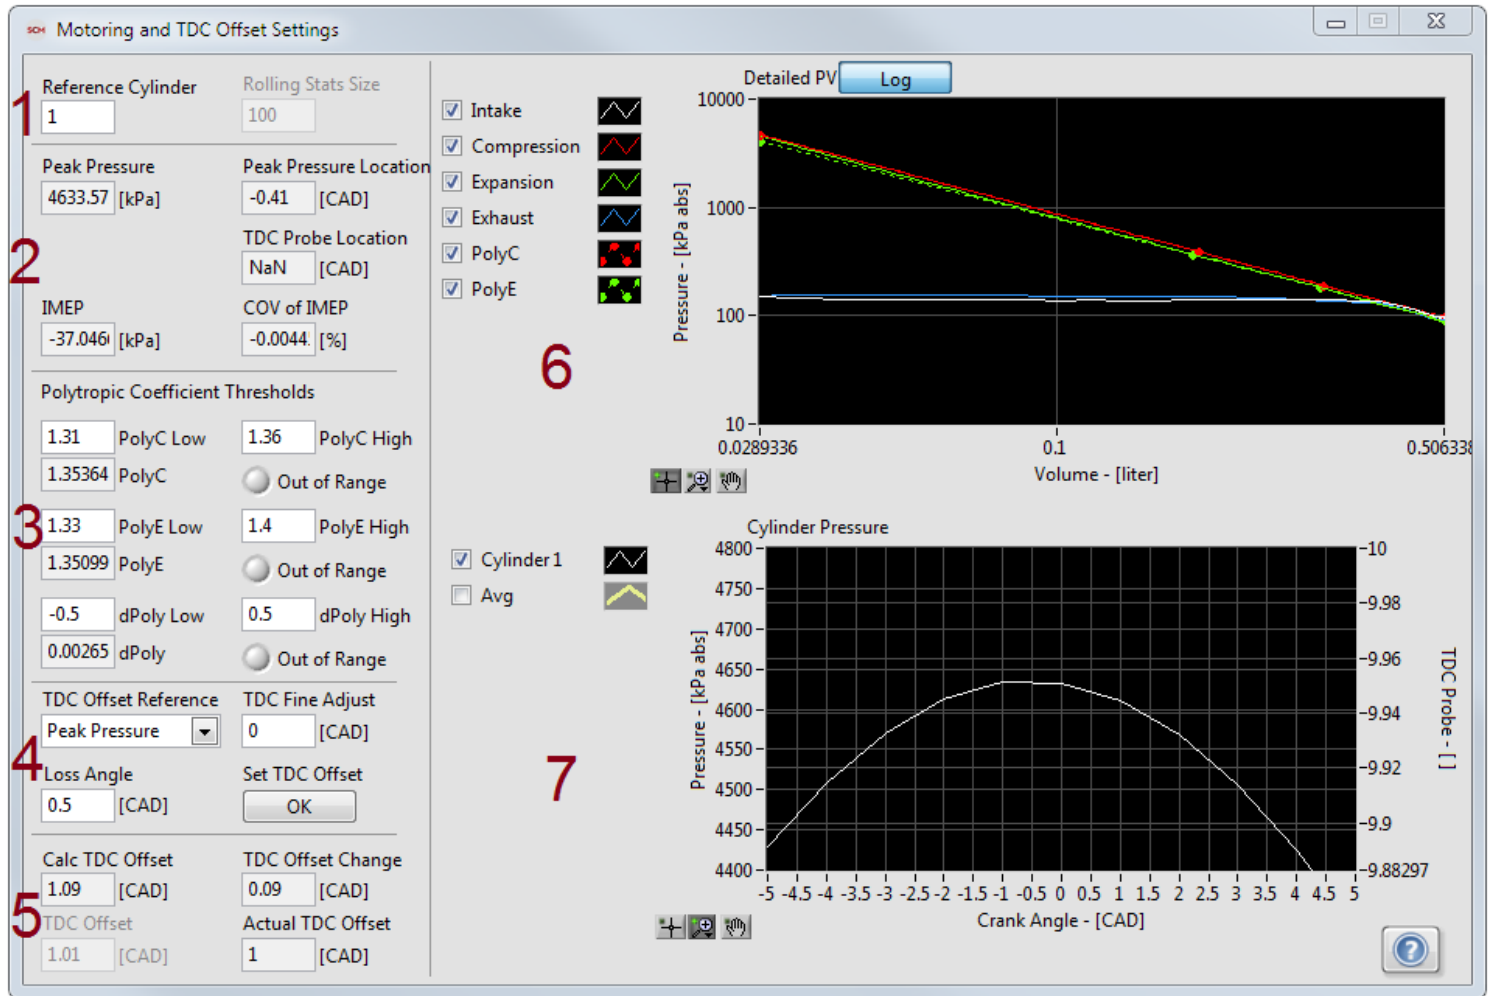 SCM Motoring and TDC Offset Settings
1
Reference Cylinder Rolling Stats Size
1 100
2
Peak Pressure Peak Pressure Location
4633.57 [kPa] -0.41 [CAD]
TDC Probe Location
NaN [CAD]
IMEP COV of IMEP
[kPa] [%]
3
Polytropic Coefficient Thresholds
1.31 PolyC Low 1.36 PolyC High
1.35364 PolyC Out of Range
1.33 PolyE Low 1.4 PolyE High
1.35099 PolyE Out of Range
-0.5 dPoly Low 0.5 dPoly High
0.00265 dPoly Out of Range
4
TDC Offset Reference TDC Fine Adjust
Peak Pressure 0 [CAD]
Loss Angle Set TDC Offset
0.5 [CAD] OK
5
Calc TDC Offset TDC Offset Change
1.09 [CAD] 0.09 [CAD]
TDC Offset Actual TDC Offset
1.01 [CAD] 1 [CAD]
6
Intake
Compression
Expansion
Exhaust
PolyC
PolyE
Detailed PV Log
Pressure - [kPa abs]
10000
1000
100
10
0.0289336 0.1 0.506338
Volume - [liter]
7
Cylinder1
Avg
Cylinder Pressure
Pressure - [kPa abs]
4800
4750
4700
4650
4600
4550
4500
4450
4400
-5 -4.5 -4 -3.5 -3 -2.5 -2 -1.5 -1 -0.5 0 0.5 1 1.5 2 2.5 3 3.5 4 4.5 5
Crank Angle - [CAD]
10
9.98
9.96
9.94
9.92
9.9
9.88297
TDC Probe - [ ]
?